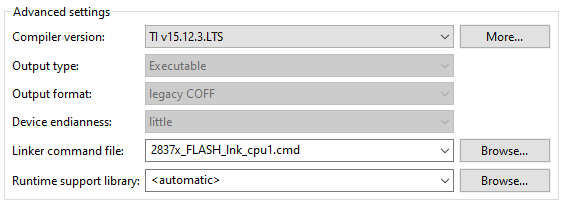 Advanced settings
Compiler version: TI v15.12.3.LTS More...
Output type: Executable
Output format: legacy COFF
Device endianness: little
Linker command file: 2837x_FLASH_lnk_cpu1.cmd Browse...
Runtime support library: <automatic> Browse...